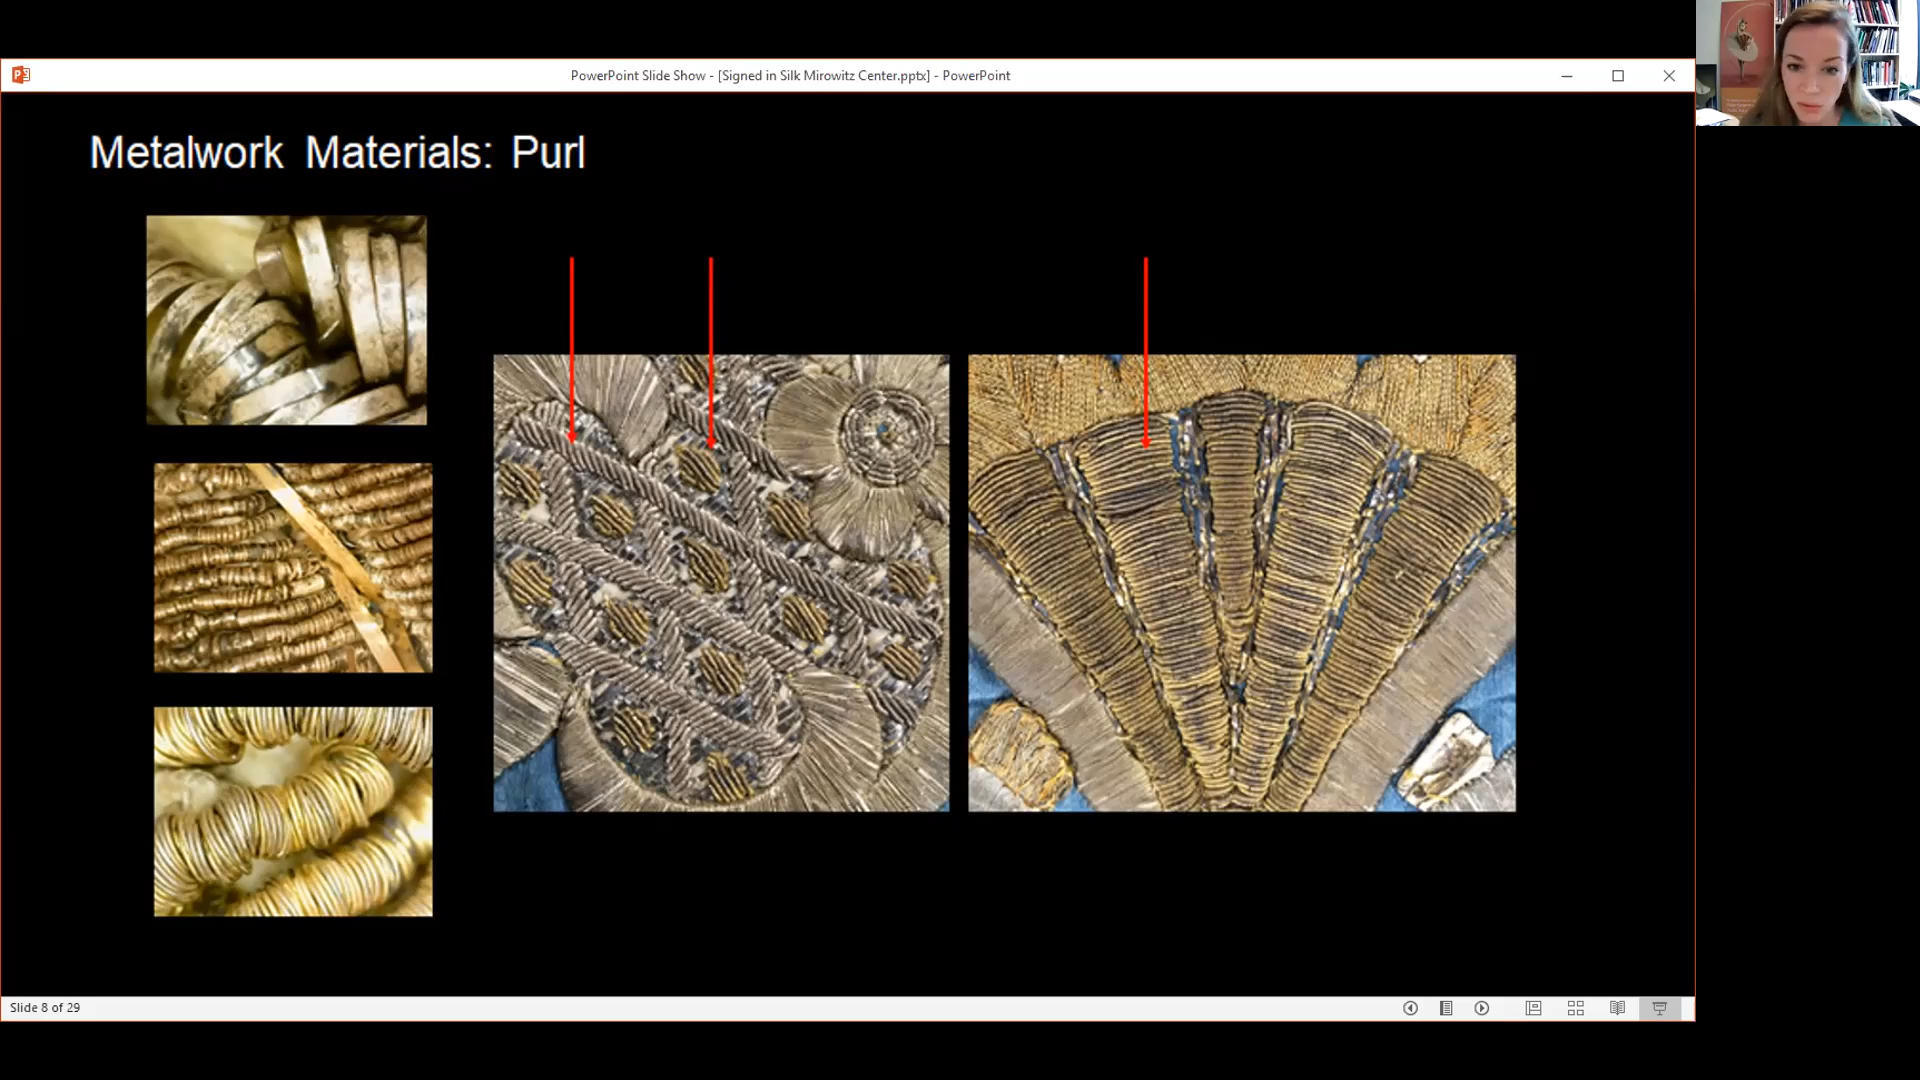 PowerPoint Slide Show - [Signed in Silk Mirowitz Center.pptx] - PowerPoint
Metalwork Materials: Purl
Slide 8 of 29